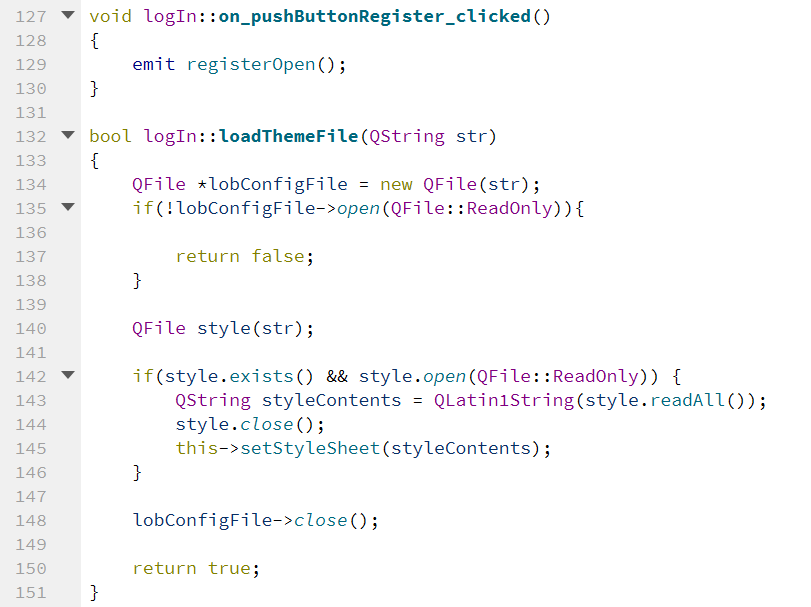 127 void logIn::on_pushButtonRegister_clicked()
128 {
129     emit registerOpen();
130 }
131
132 bool logIn::loadThemeFile(QString str)
133 {
134     QFile *lobConfigFile = new QFile(str);
135     if(!lobConfigFile->open(QFile::ReadOnly)){
136
137         return false;
138     }
139
140     QFile style(str);
141
142     if(style.exists() && style.open(QFile::ReadOnly)) {
143         QString styleContents = QLatin1String(style.readAll());
144         style.close();
145         this->setStyleSheet(styleContents);
146     }
147
148     lobConfigFile->close();
149
150     return true;
151 }